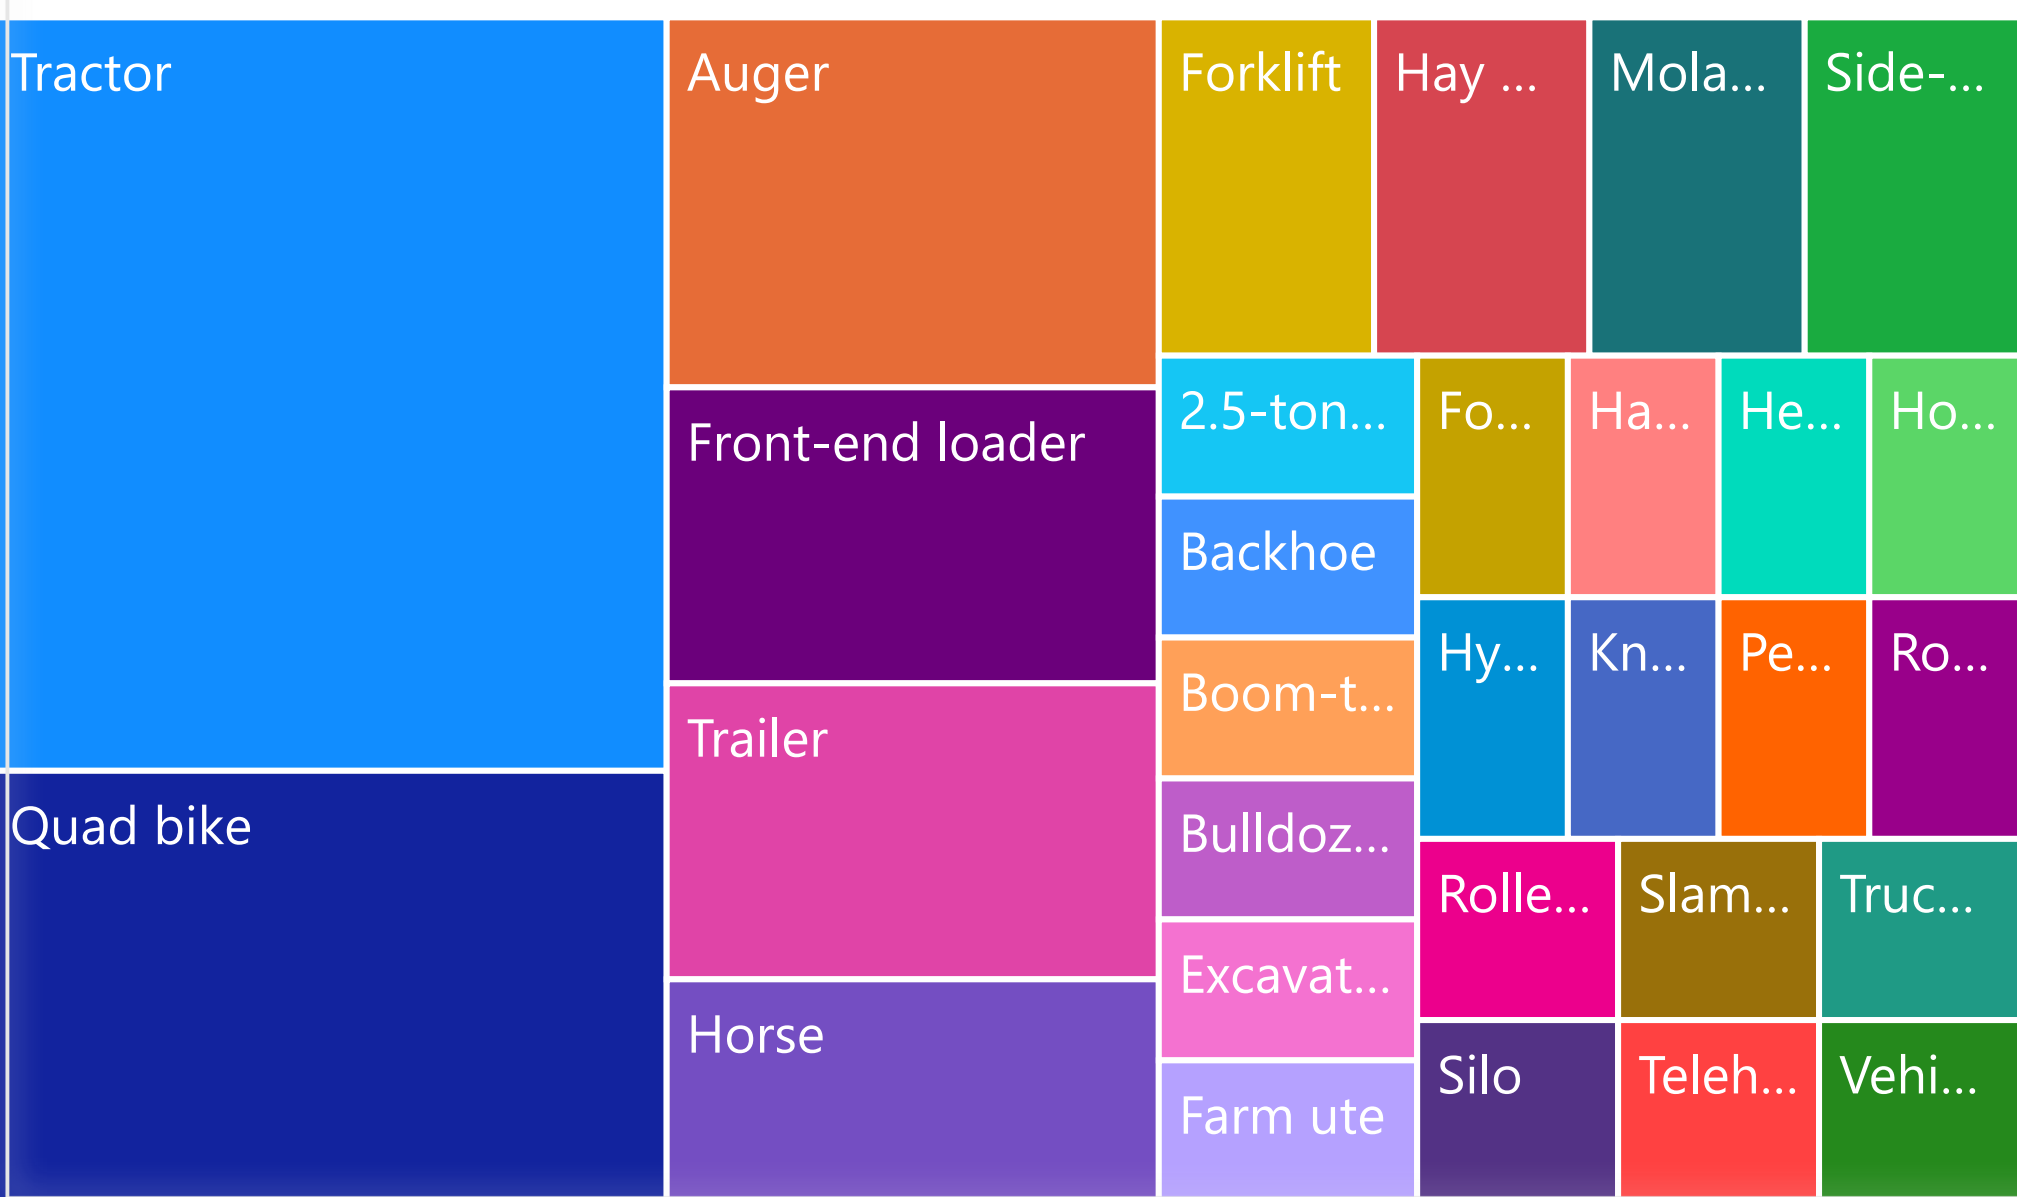 Tractor
Quad bike
Auger
Front-end loader
Trailer
Horse
Forklift
Hay ...
Mola...
Side-...
2.5-ton...
Backhoe
Boom-t...
Bulldoz...
Excavat...
Farm ute
Fo...
Ha...
He...
Ho...
Hy...
Kn...
Pe...
Ro...
Rolle...
Slam...
Truc...
Silo
Teleh...
Vehi...